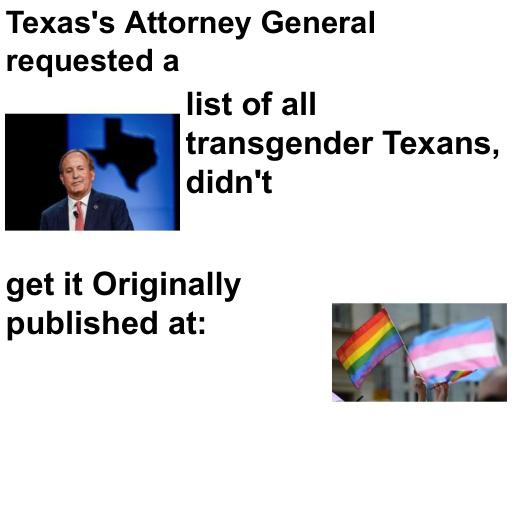 Texas's Attorney General
requested a
list of all
transgender Texans,
didn't
get it Originally
published at: